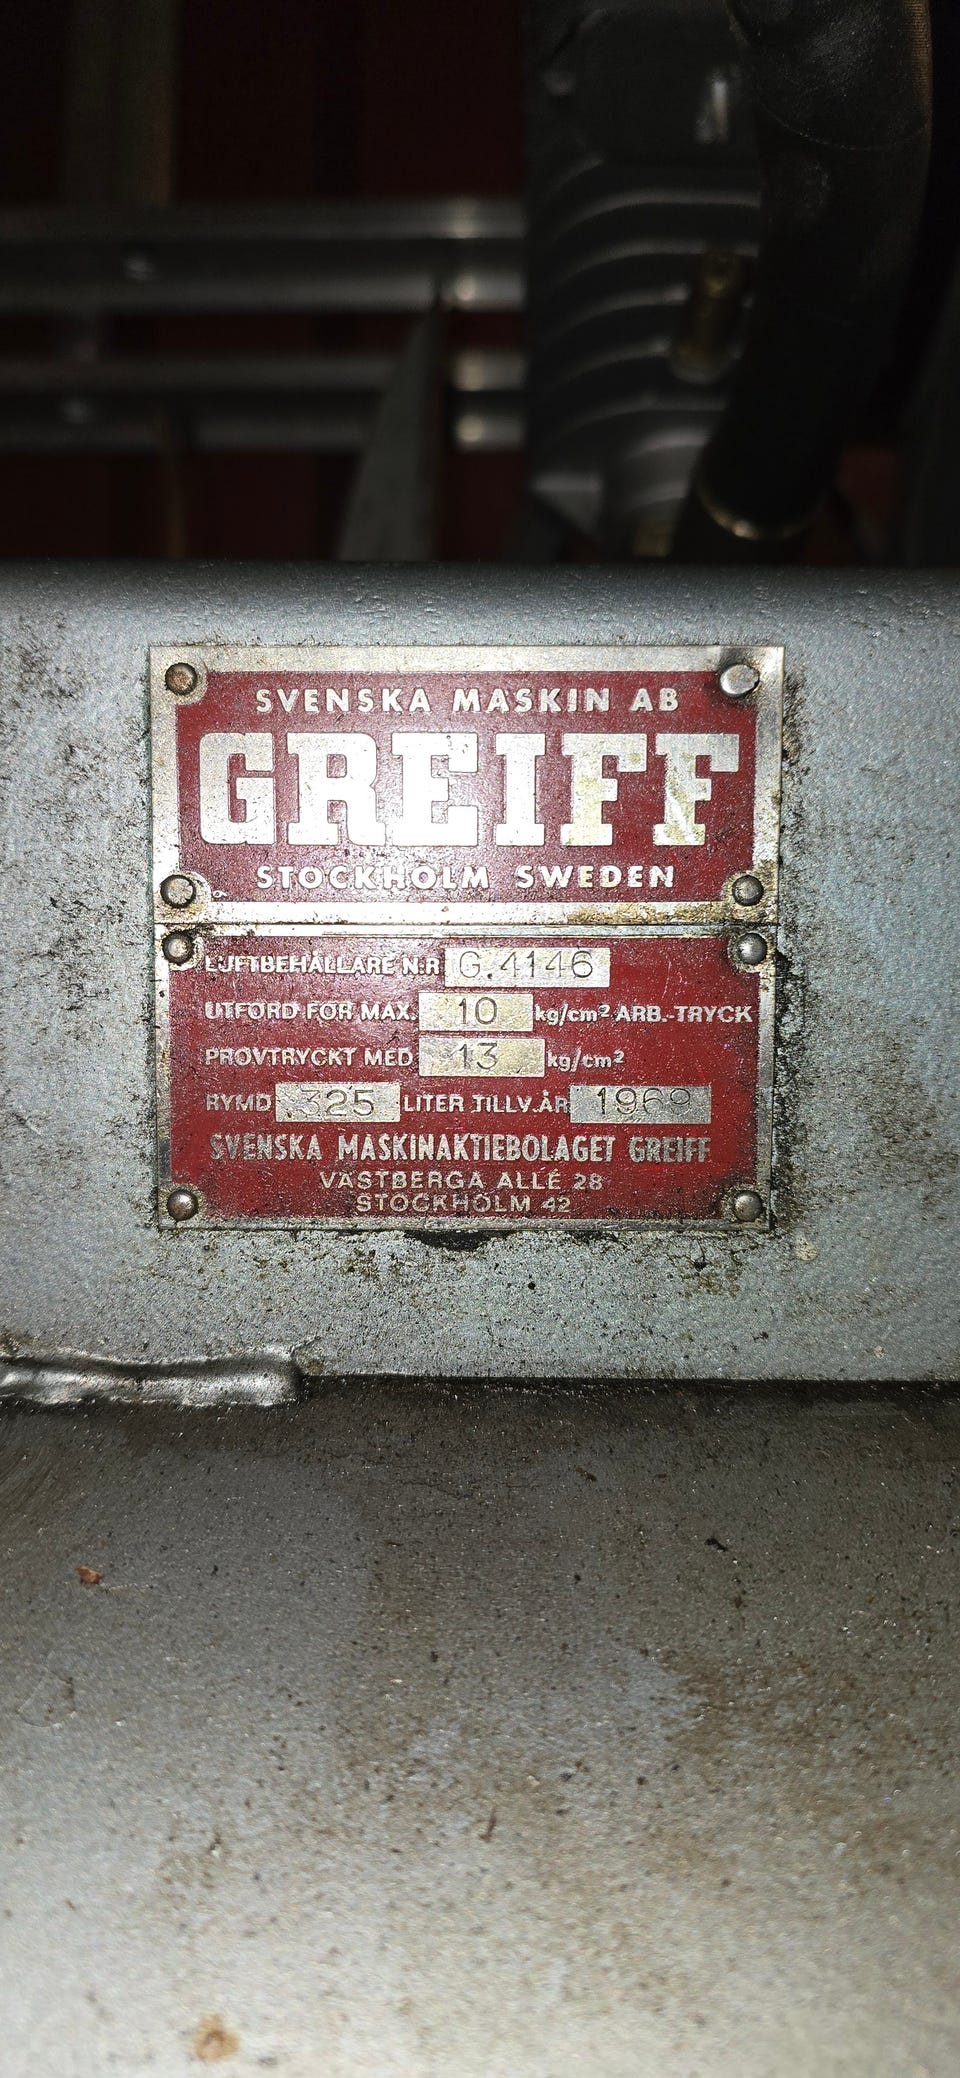 SVENSKA MASKIN AB
GREIFF
STOCKHOLM SWEDEN
LUFTBEHÅLLARE N:R G.4146
UTFÖRD FÖR MAX. 10 kg/cm² ARB.-TRYCK
PROVTRYCKT MED 13 kg/cm²
RYMD 325 LITER TILLV.ÅR 1969
SVENSKA MASKINAKTIEBOLAGET GREIFF
VÄSTBERGA ALLÉ 28
STOCKHOLM 42